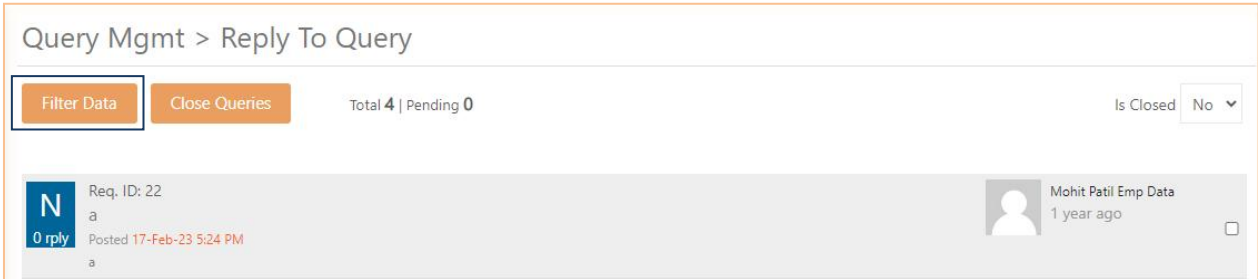 Query Mgmt > Reply To Query
Filter Data Close Queries Total 4 | Pending 0 Is Closed No
N
0 rply
Req. ID: 22
a
Posted 17-Feb-23 5:24 PM
a
Mohit Patil Emp Data
1 year ago